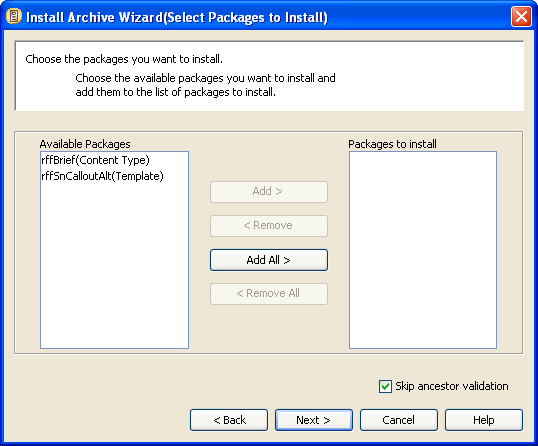 Install Archive Wizard(Select Packages to Install)
Choose the packages you want to install.
Choose the available packages you want to install and
add them to the list of packages to install.
Available Packages
rffBrief(Content Type)
rffSnCalloutAlt(Template)
Add >
< Remove
Add All >
< Remove All
Packages to install
Skip ancestor validation
< Back
Next >
Cancel
Help